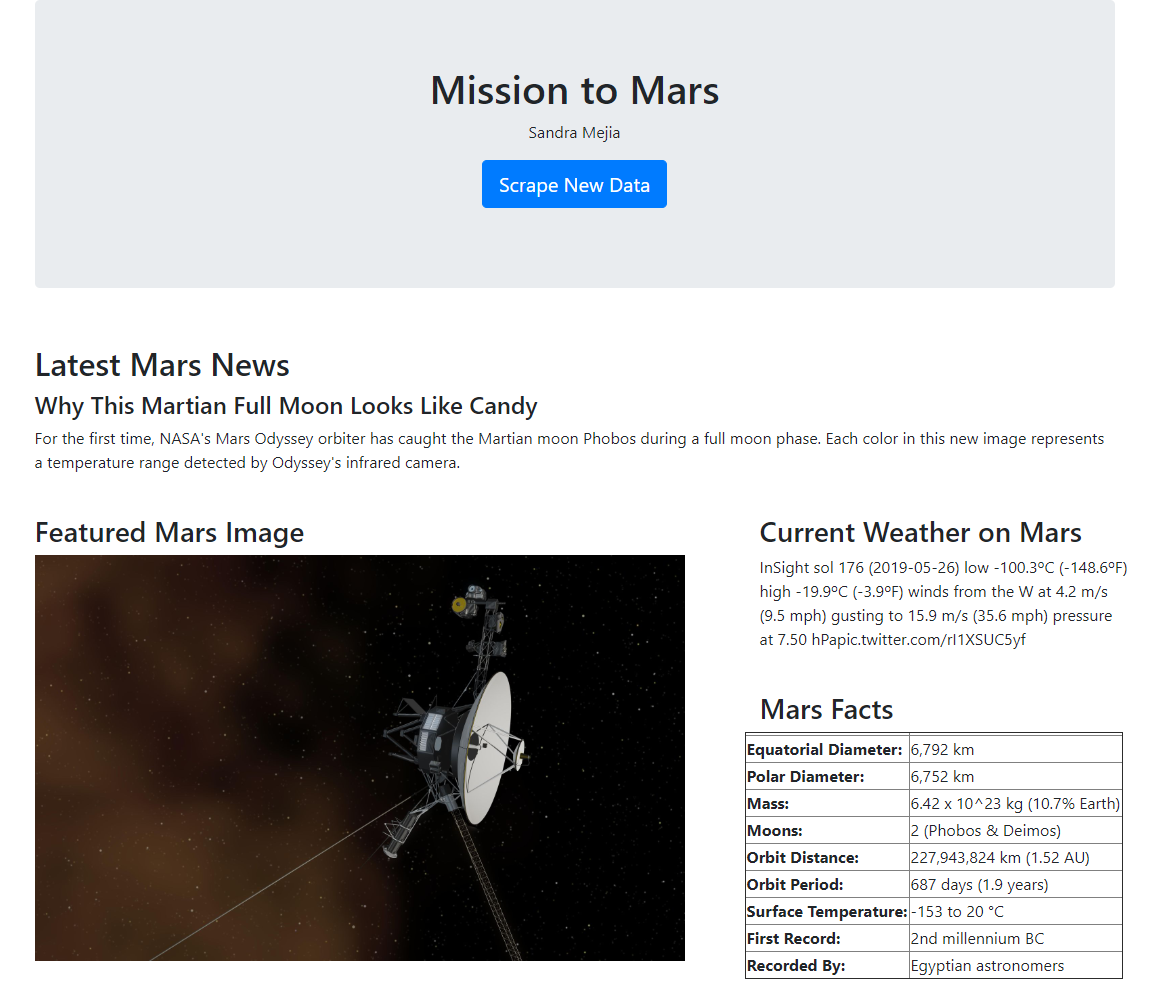 Mission to Mars
Sandra Mejia
Scrape New Data
Latest Mars News
Why This Martian Full Moon Looks Like Candy
For the first time, NASA's Mars Odyssey orbiter has caught the Martian moon Phobos during a full moon phase. Each color in this new image represents
a temperature range detected by Odyssey's infrared camera.
Featured Mars Image
Current Weather on Mars
InSight sol 176 (2019-05-26) low -100.3ºC (-148.6ºF)
high -19.9ºC (-3.9ºF) winds from the W at 4.2 m/s
(9.5 mph) gusting to 15.9 m/s (35.6 mph) pressure
at 7.50 hPapic.twitter.com/rI1XSUC5yf
Mars Facts
Equatorial Diameter: 6,792 km
Polar Diameter: 6,752 km
Mass: 6.42 x 10^23 kg (10.7% Earth)
Moons: 2 (Phobos & Deimos)
Orbit Distance: 227,943,824 km (1.52 AU)
Orbit Period: 687 days (1.9 years)
Surface Temperature: -153 to 20 °C
First Record: 2nd millennium BC
Recorded By: Egyptian astronomers